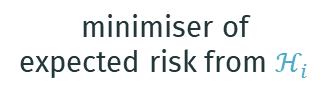 minimiser of
expected risk from ℋᵢ